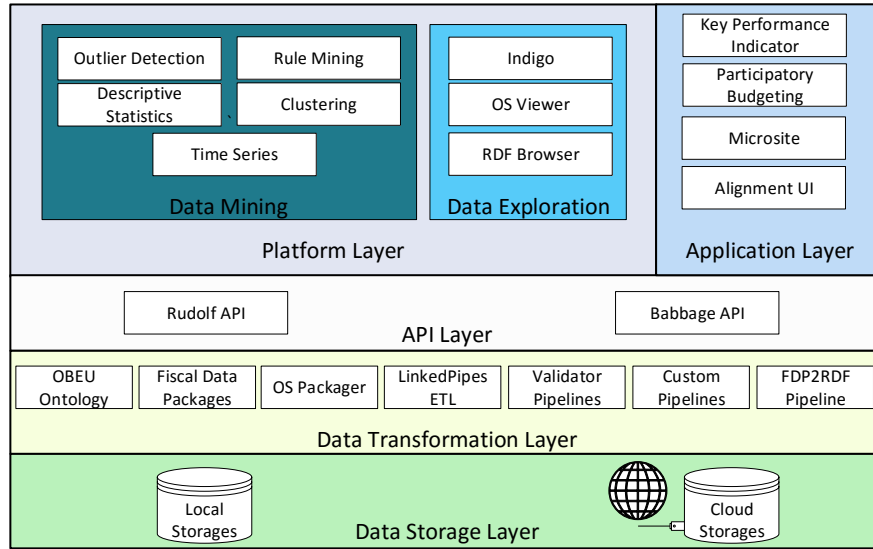 Outlier Detection
Rule Mining
Descriptive
Statistics
Clustering
Time Series
Data Mining
Indigo
OS Viewer
RDF Browser
Data Exploration
Platform Layer
Key Performance
Indicator
Participatory
Budgeting
Microsite
Alignment UI
Application Layer
Rudolf API
Babbage API
API Layer
OBEU
Ontology
Fiscal Data
Packages
OS Packager
LinkedPipes
ETL
Validator
Pipelines
Custom
Pipelines
FDP2RDF
Pipeline
Data Transformation Layer
Local
Storages
Cloud
Storages
Data Storage Layer